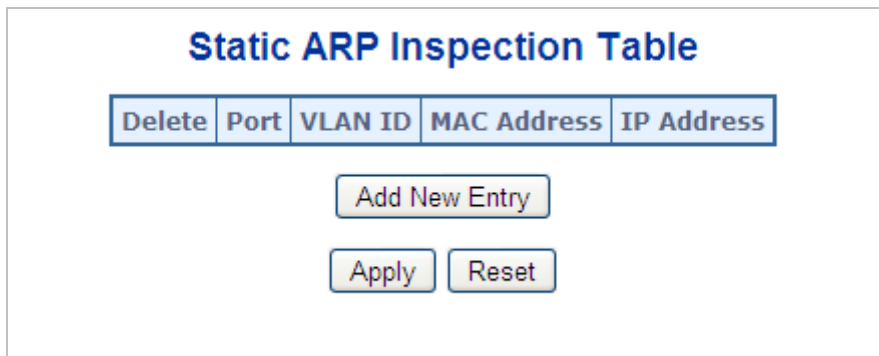 Static ARP Inspection Table
Delete Port VLAN ID MAC Address IP Address
Add New Entry
Apply Reset